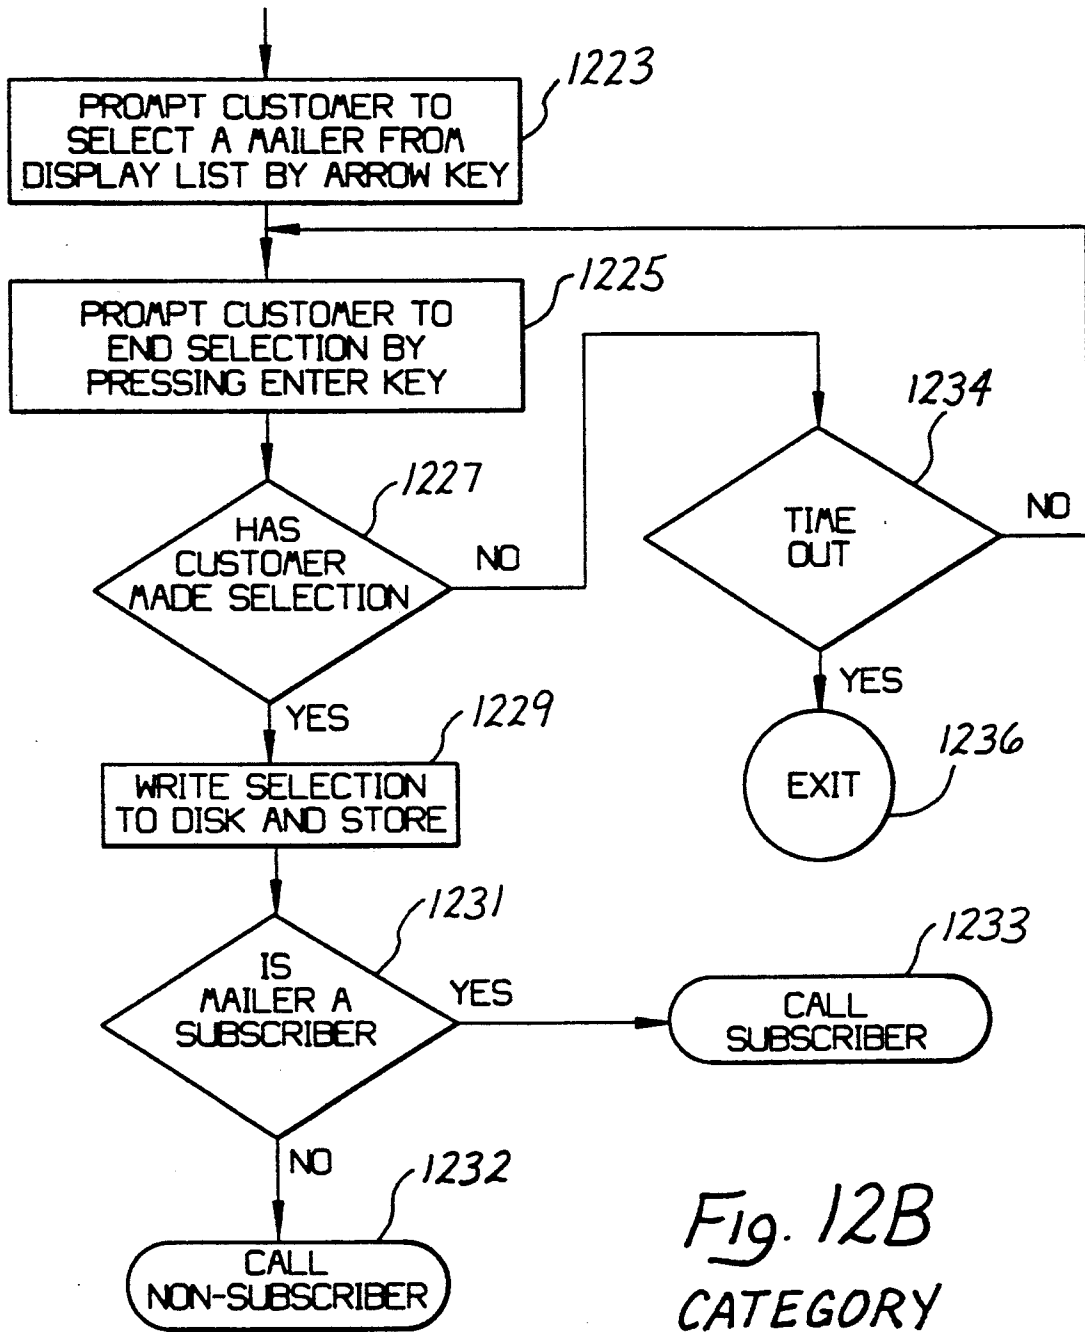 1223
PROMPT CUSTOMER TO
SELECT A MAILER FROM
DISPLAY LIST BY ARROW KEY
1225
PROMPT CUSTOMER TO
END SELECTION BY
PRESSING ENTER KEY
1234
1227
HAS
CUSTOMER
MADE SELECTION
NO
TIME
OUT
NO
YES
YES
1229
1236
WRITE SELECTION
TO DISK AND STORE
EXIT
1231
1233
IS
MAILER A
SUBSCRIBER
YES
CALL
SUBSCRIBER
NO
1232
CALL
NON-SUBSCRIBER
Fig. 12B
CATEGORY